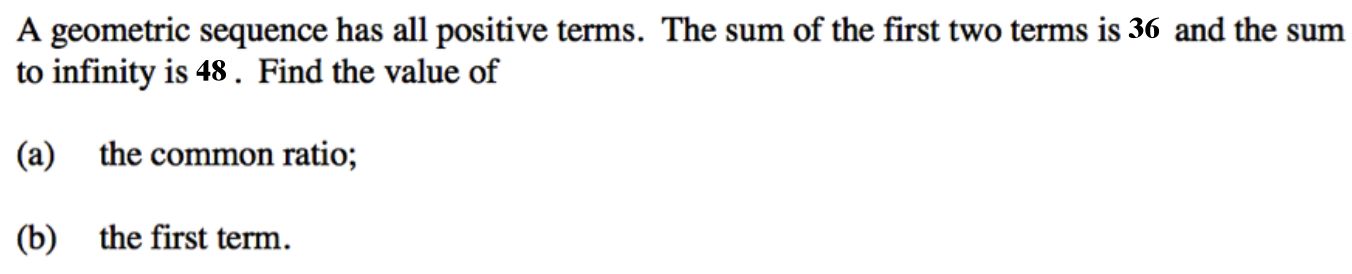 A geometric sequence has all positive terms. The sum of the first two terms is 36 and the sum
to infinity is 48 . Find the value of
(a) the common ratio;
(b) the first term.